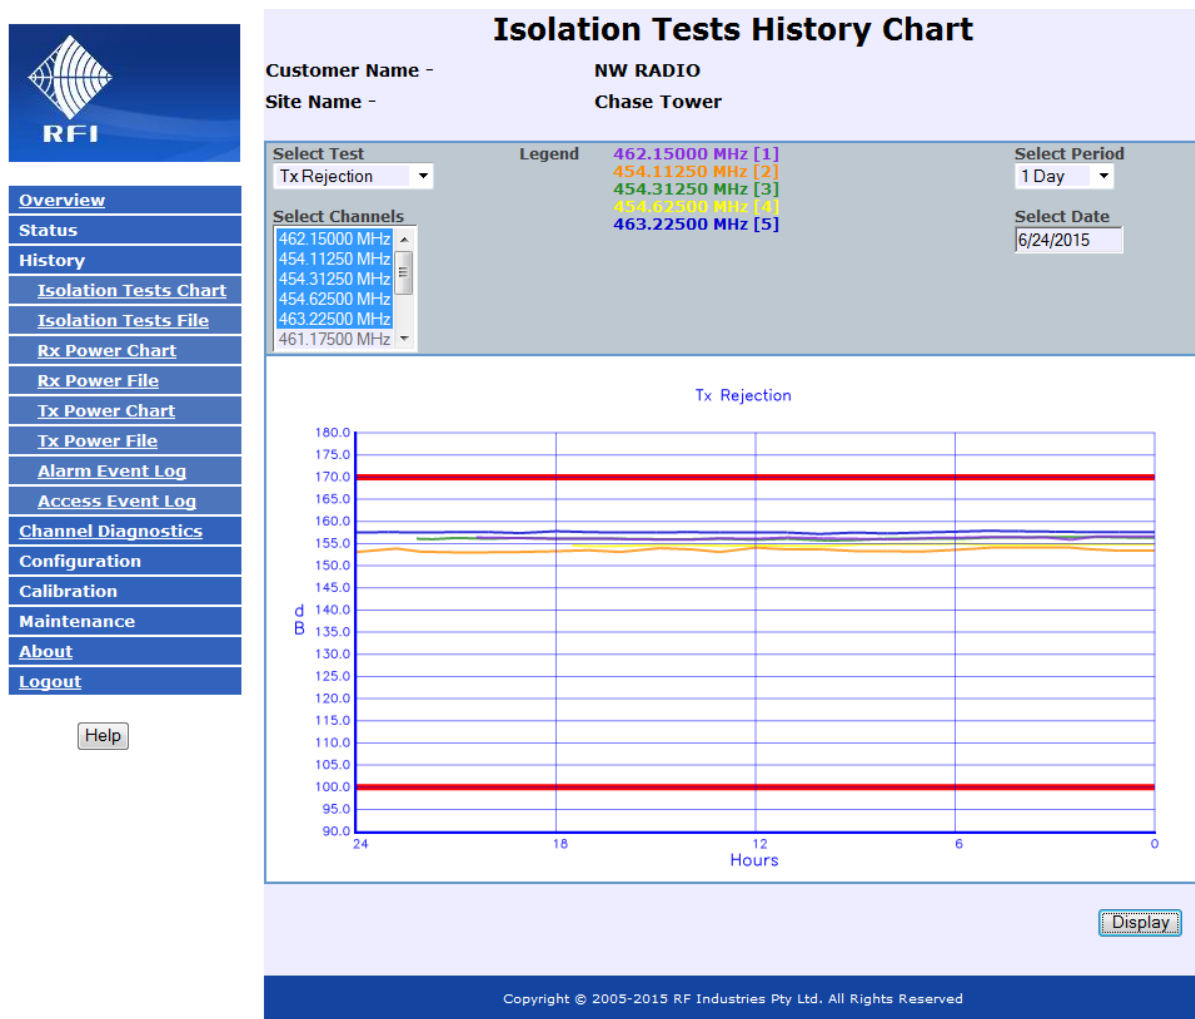 RFI
Overview
Status
History
Isolation Tests Chart
Isolation Tests File
Rx Power Chart
Rx Power File
Tx Power Chart
Tx Power File
Alarm Event Log
Access Event Log
Channel Diagnostics
Configuration
Calibration
Maintenance
About
Logout
Help
Isolation Tests History Chart
Customer Name - NW RADIO
Site Name - Chase Tower
Select Test
Tx Rejection
Select Channels
462.15000 MHz
454.11250 MHz
454.31250 MHz
454.62500 MHz
463.22500 MHz
461.17500 MHz
Legend
462.15000 MHz [1]
454.11250 MHz [2]
454.31250 MHz [3]
454.62500 MHz [4]
463.22500 MHz [5]
Select Period
1 Day
Select Date
6/24/2015
Tx Rejection
180.0
175.0
170.0
165.0
160.0
155.0
150.0
145.0
140.0
135.0
130.0
125.0
120.0
115.0
110.0
105.0
100.0
95.0
90.0
dB
24 18 12 6 0
Hours
Display
Copyright © 2005-2015 RF Industries Pty Ltd. All Rights Reserved